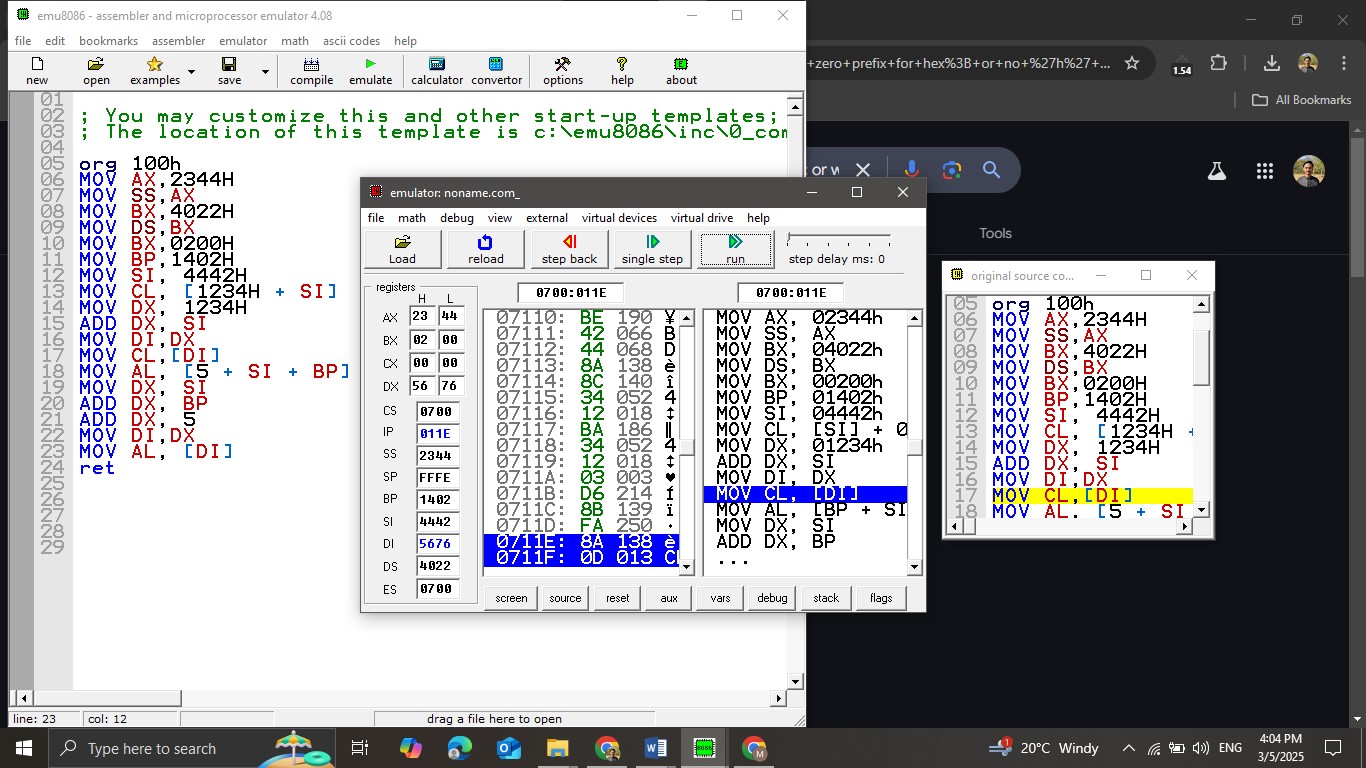 emu8086 - assembler and microprocessor emulator 4.08
file edit bookmarks assembler emulator math ascii codes help
new open examples save compile emulate calculator convertor options help about
01
02 ; You may customize this and other start-up templates;
03 ; The location of this template is c:\emu8086\inc\0_com
04
05 org 100h
06 MOV AX,2344H
07 MOV SS,AX
08 MOV BX,4022H
09 MOV DS,BX
10 MOV BX,0200H
11 MOV BP,1402H
12 MOV SI, 4442H
13 MOV CL, [1234H + SI]
14 MOV DX, 1234H
15 ADD DX, SI
16 MOV DI,DX
17 MOV CL,[DI]
18 MOV AL, [5 + SI + BP]
19 MOV DX, SI
20 ADD DX, BP
21 ADD DX, 5
22 MOV DI,DX
23 MOV AL, [DI]
24 ret
25
26
27
28
29
line: 23 col: 12 drag a file here to open
emulator: noname.com_
file math debug view external virtual devices virtual drive help
Load reload step back single step run step delay ms: 0
registers
H L
AX 23 44
BX 02 00
CX 00 00
DX 56 76
CS 0700
IP 011E
SS 2344
SP FFFE
BP 1402
SI 4442
DI 5676
DS 4022
ES 0700
0700:011E
07110: BE 190 ¥
07111: 42 066 B
07112: 44 068 D
07113: 8A 138 è
07114: 8C 140 î
07115: 34 052 4
07116: 12 018 ↕
07117: BA 186 ‖
07118: 34 052 4
07119: 12 018 ↕
0711A: 03 003 ♥
0711B: D6 214 f
0711C: 8B 139 ï
0711D: FA 250 ·
0711E: 8A 138 è
0711F: 0D 013
0700:011E
MOV AX, 02344h
MOV SS, AX
MOV BX, 04022h
MOV DS, BX
MOV BX, 00200h
MOV BP, 01402h
MOV SI, 04442h
MOV CL, [SI] + 0
MOV DX, 01234h
ADD DX, SI
MOV DI, DX
MOV CL, [DI]
MOV AL, [BP + SI
MOV DX, SI
ADD DX, BP
...
screen source reset aux vars debug stack flags
original source co...
05 org 100h
06 MOV AX,2344H
07 MOV SS,AX
08 MOV BX,4022H
09 MOV DS,BX
10 MOV BX,0200H
11 MOV BP,1402H
12 MOV SI, 4442H
13 MOV CL, [1234H +
14 MOV DX, 1234H
15 ADD DX, SI
16 MOV DI,DX
17 MOV CL,[DI]
18 MOV AL. [5 + SI
+zero+prefix+for+hex%3B+or+no+%27h%27+...
1.54
All Bookmarks
or w
Tools
Type here to search
8086
1
20°C Windy
ENG
4:04 PM
3/5/2025